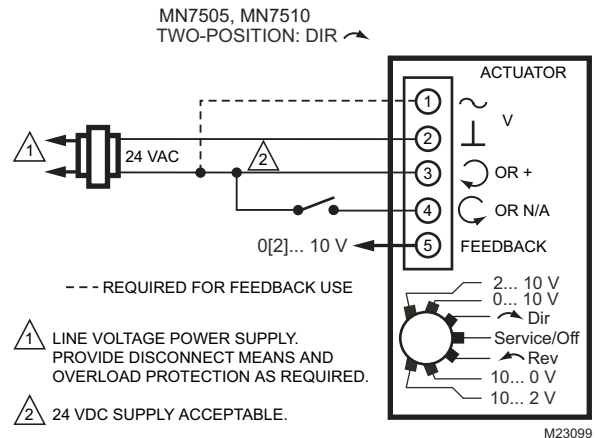 MN7505, MN7510
TWO-POSITION: DIR
ACTUATOR
1
V
2
1
24 VAC
2
3
OR +
4
OR N/A
0[2]... 10 V
5
FEEDBACK
--- REQUIRED FOR FEEDBACK USE
2... 10 V
0... 10 V
Dir
Service/Off
Rev
10... 0 V
10... 2 V
1 LINE VOLTAGE POWER SUPPLY.
PROVIDE DISCONNECT MEANS AND
OVERLOAD PROTECTION AS REQUIRED.
2 24 VDC SUPPLY ACCEPTABLE.
M23099